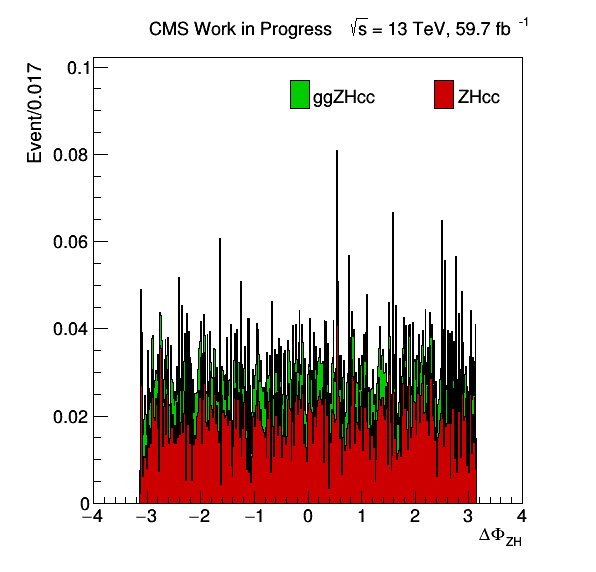 CMS Work in Progress √s = 13 TeV, 59.7 fb -1
Event/0.017
0.1
ggZHcc ZHcc
0.08
0.06
0.04
0.02
0
−4 −3 −2 −1 0 1 2 3 4
ΔΦZH